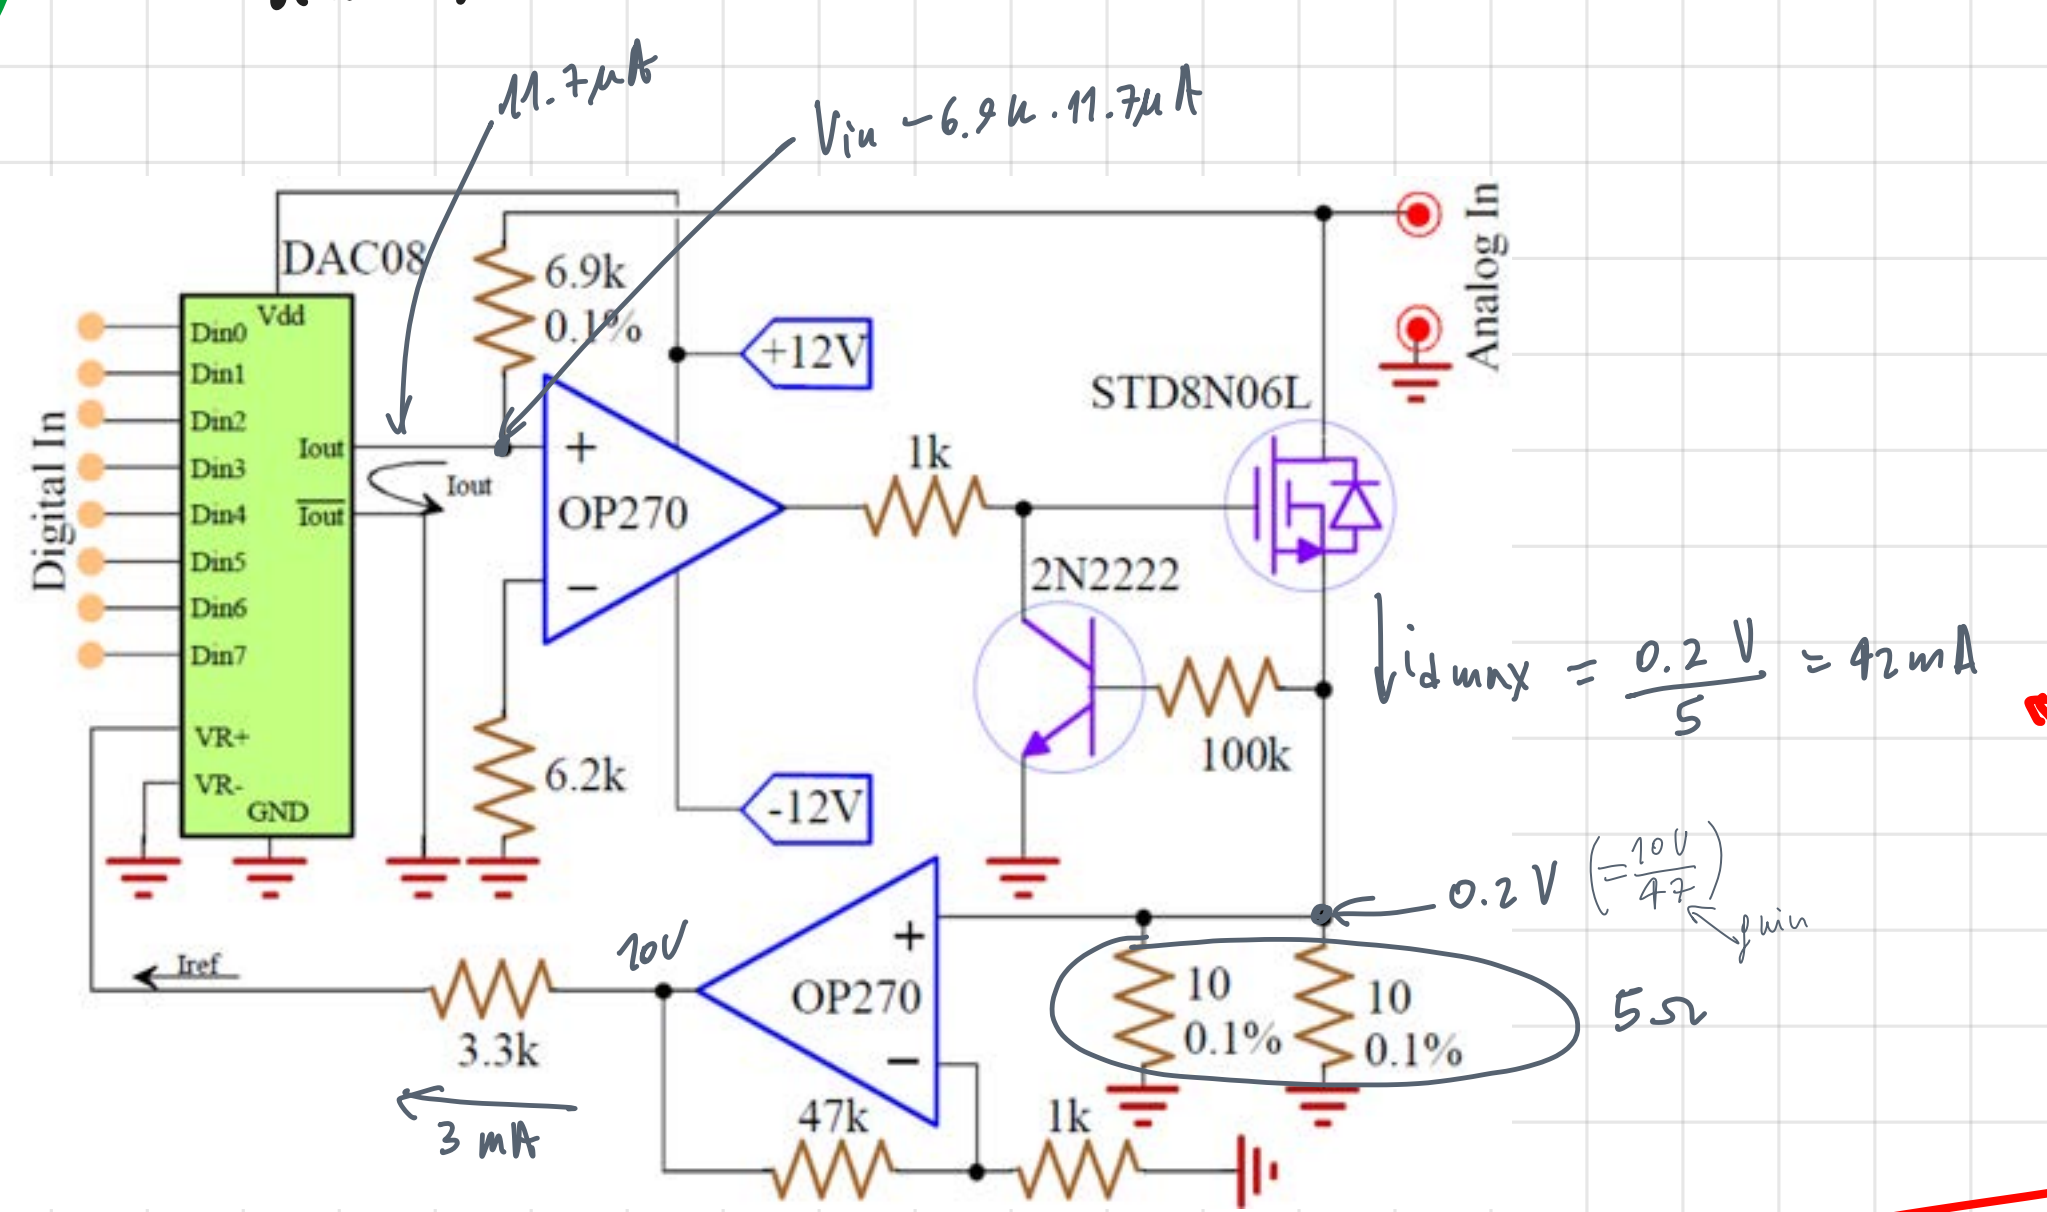 11.7μA
Vin - 6.9k . 11.7μA
DAC08
6.9k
0.1%
Vdd
+12V
Analog In
STD8N06L
Digital In
Din0
Din1
Din2
Din3
Din4
Din5
Din6
Din7
Iout
Iout
Iout
+
OP270
−
1k
2N2222
100k
id max = 0.2 V / 5 = 42 mA
VR+
VR-
GND
6.2k
-12V
0.2 V (= 10V / 47)
10V
Iref
3.3k
3 mA
+
OP270
−
10
0.1%
10
0.1%
5Ω
47k
1k